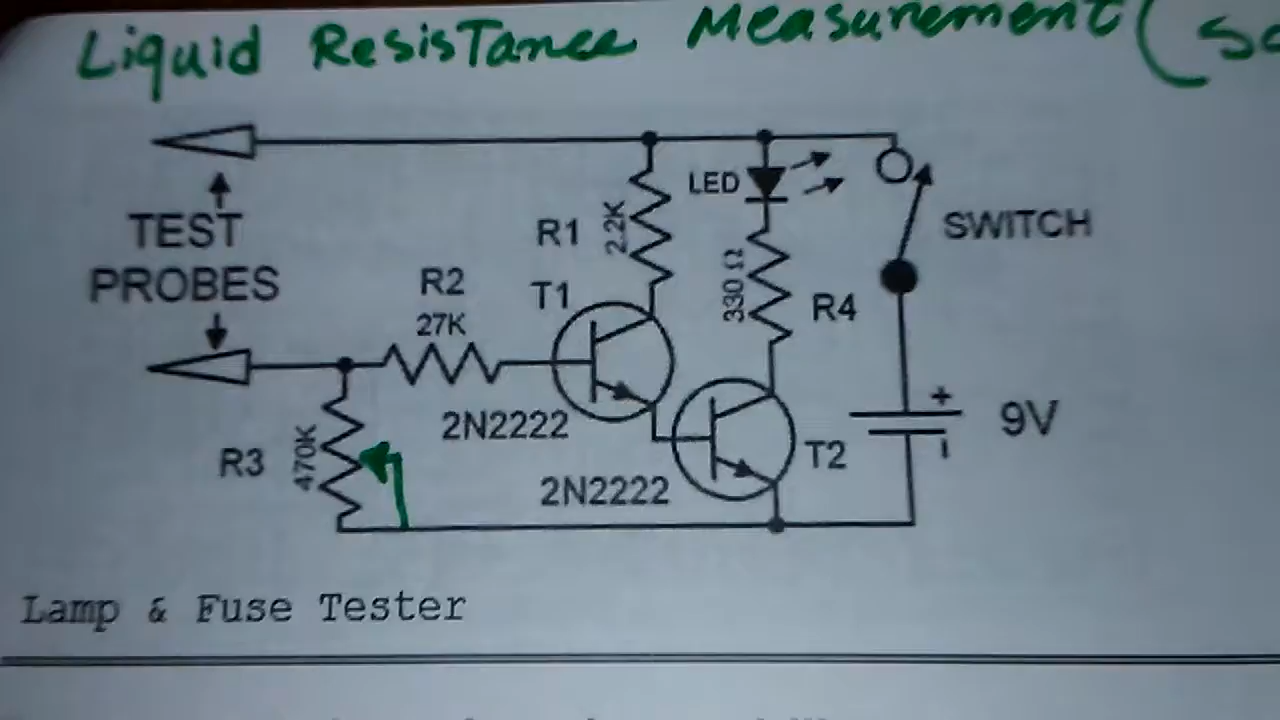 Liquid Resistance Measurement (
LED
R1
2.2K
SWITCH
TEST
PROBES
R2
27K
T1
330 Ω
R4
2N2222
R3
470K
+
9V
T2
2N2222
Lamp & Fuse Tester